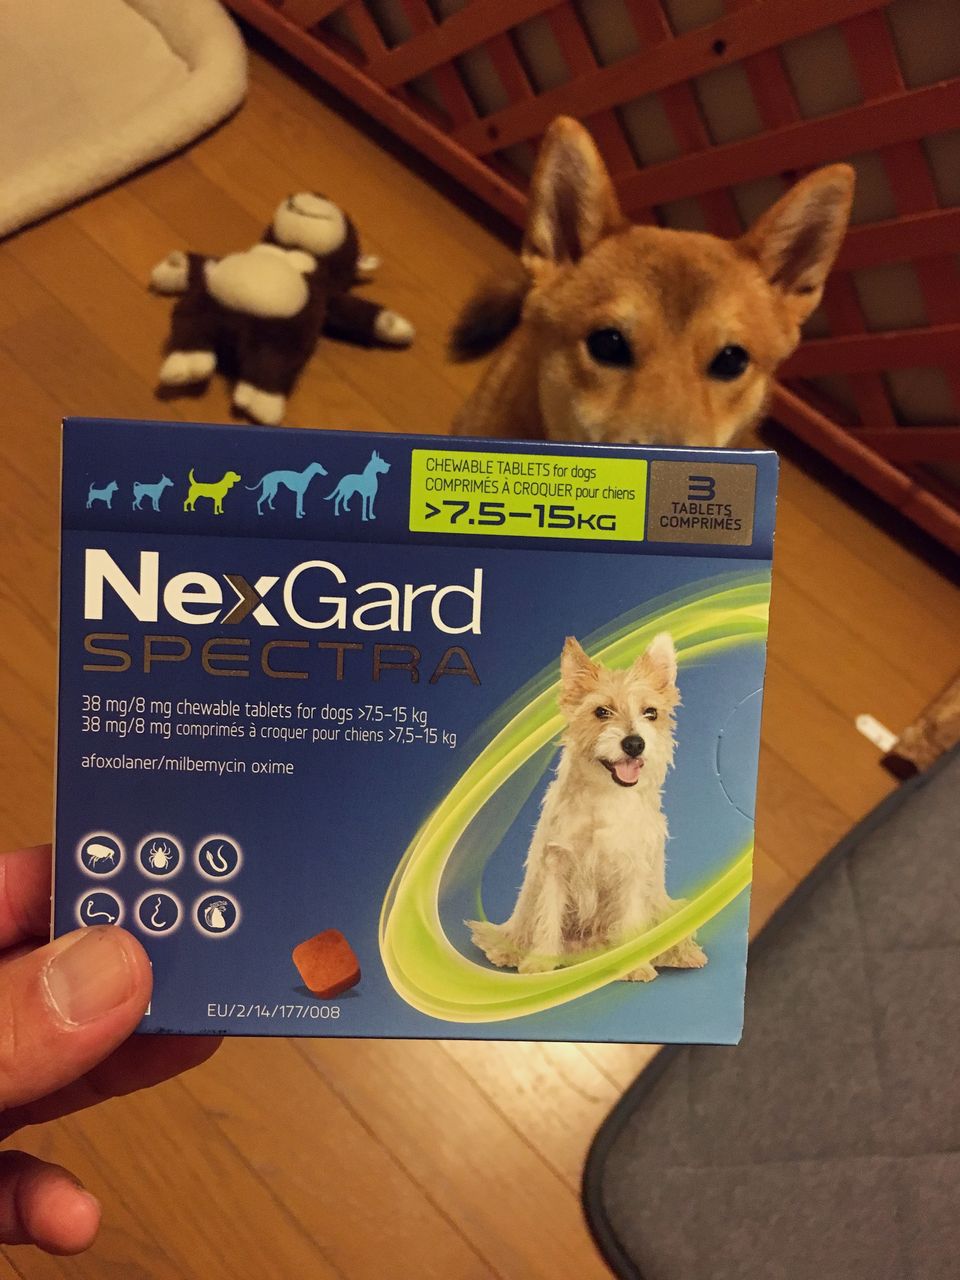 CHEWABLE TABLETS for dogs
COMPRIMÉS À CROQUER pour chiens
>7.5–15KG
3
TABLETS
COMPRIMÉS
NexGard
SPECTRA
38 mg/8 mg chewable tablets for dogs >7.5–15 kg
38 mg/8 mg comprimés à croquer pour chiens >7,5–15 kg
afoxolaner/milbemycin oxime
EU/2/14/177/008